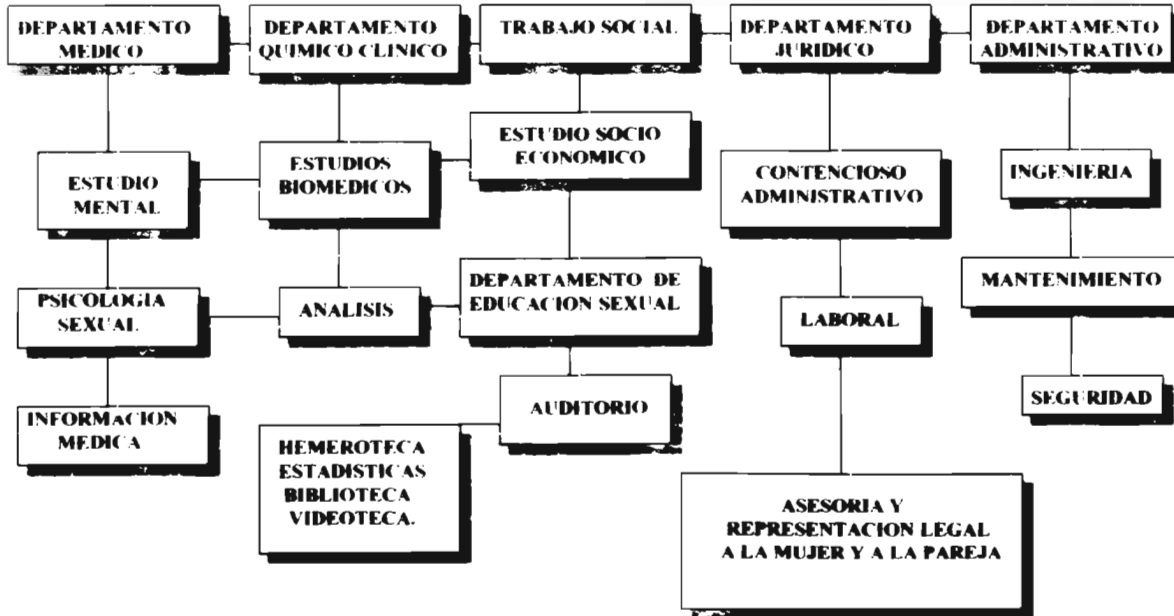 DEPARTAMENTO
MEDICO
DEPARTAMENTO
QUIMICO CLINICO
TRABAJO SOCIAL
DEPARTAMENTO
JURIDICO
DEPARTAMENTO
ADMINISTRATIVO
ESTUDIO
MENTAL
ESTUDIOS
BIOMEDICOS
ESTUDIO SOCIO
ECONOMICO
CONTENCIOSO
ADMINISTRATIVO
INGENIERIA
PSICOLOGIA
SEXUAL
ANALISIS
DEPARTAMENTO DE
EDUCACION SEXUAL
LABORAL
MANTENIMIENTO
INFORMACION
MEDICA
HEMEROTECA
ESTADISTICAS
BIBLIOTECA
VIDEOTECA.
AUDITORIO
ASESORIA Y
REPRESENTACION LEGAL
A LA MUJER Y A LA PAREJA
SEGURIDAD